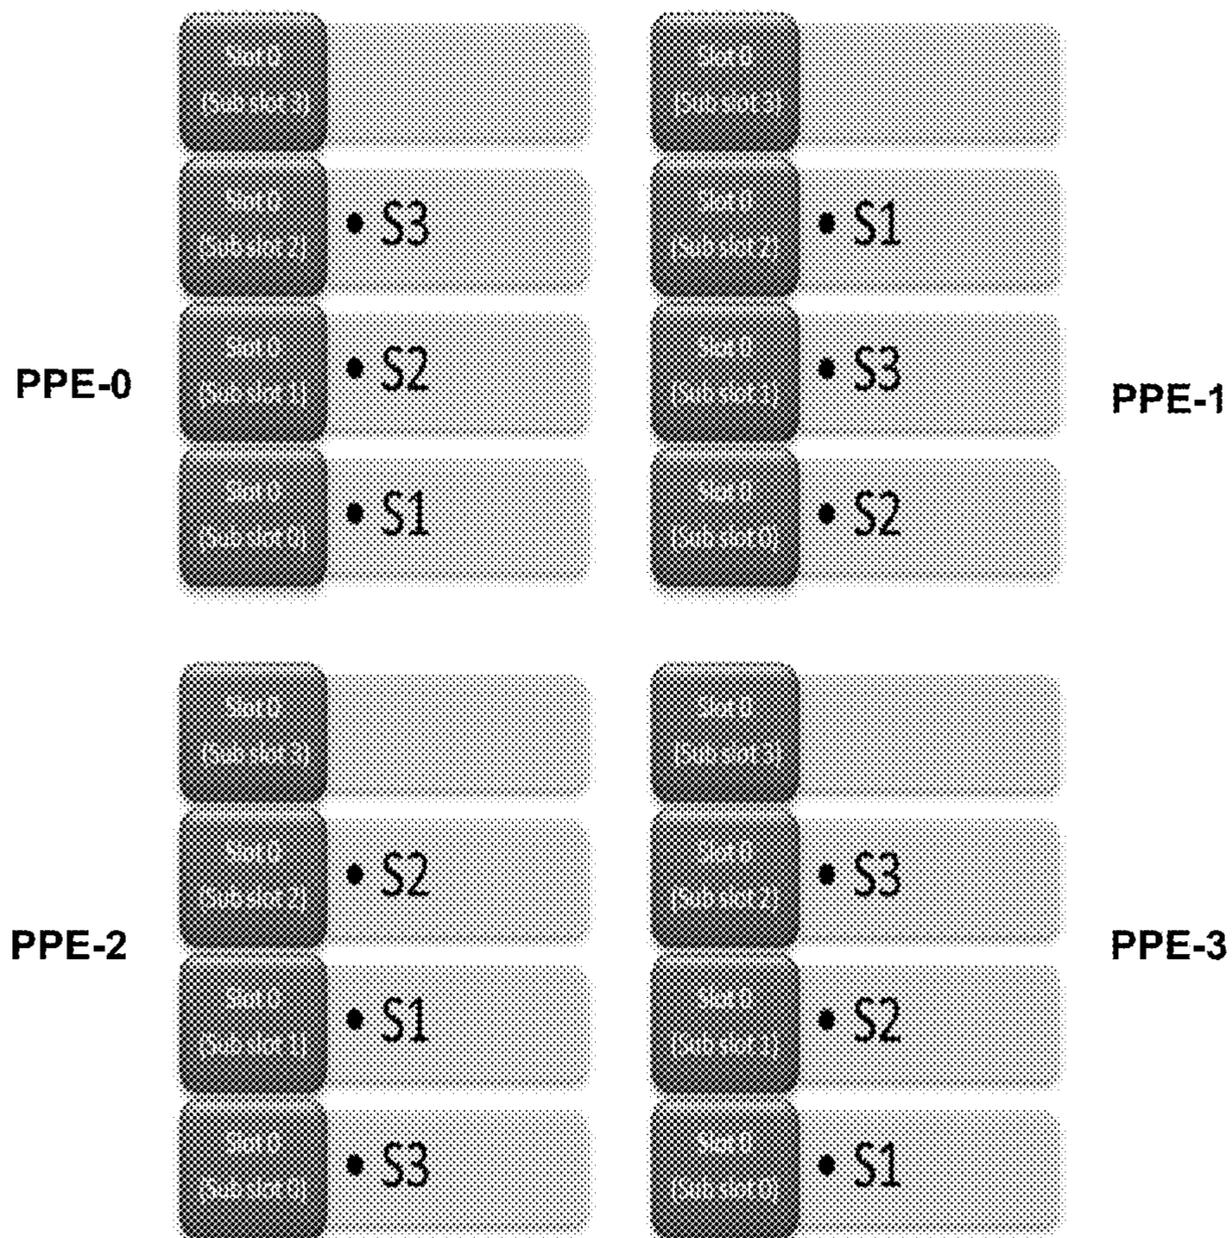 PPE-0
Slot 0
(Sub slot 3)
Slot 0
(Sub slot 2)
• S3
Slot 0
(Sub slot 1)
• S2
Slot 0
(Sub slot 0)
• S1
PPE-1
Slot 0
(Sub slot 3)
Slot 0
(Sub slot 2)
• S1
Slot 0
(Sub slot 1)
• S3
Slot 0
(Sub slot 0)
• S2
PPE-2
Slot 0
(Sub slot 3)
Slot 0
(Sub slot 2)
• S2
Slot 0
(Sub slot 1)
• S1
Slot 0
(Sub slot 0)
• S3
PPE-3
Slot 0
(Sub slot 3)
Slot 0
(Sub slot 2)
• S3
Slot 0
(Sub slot 1)
• S2
Slot 0
(Sub slot 0)
• S1